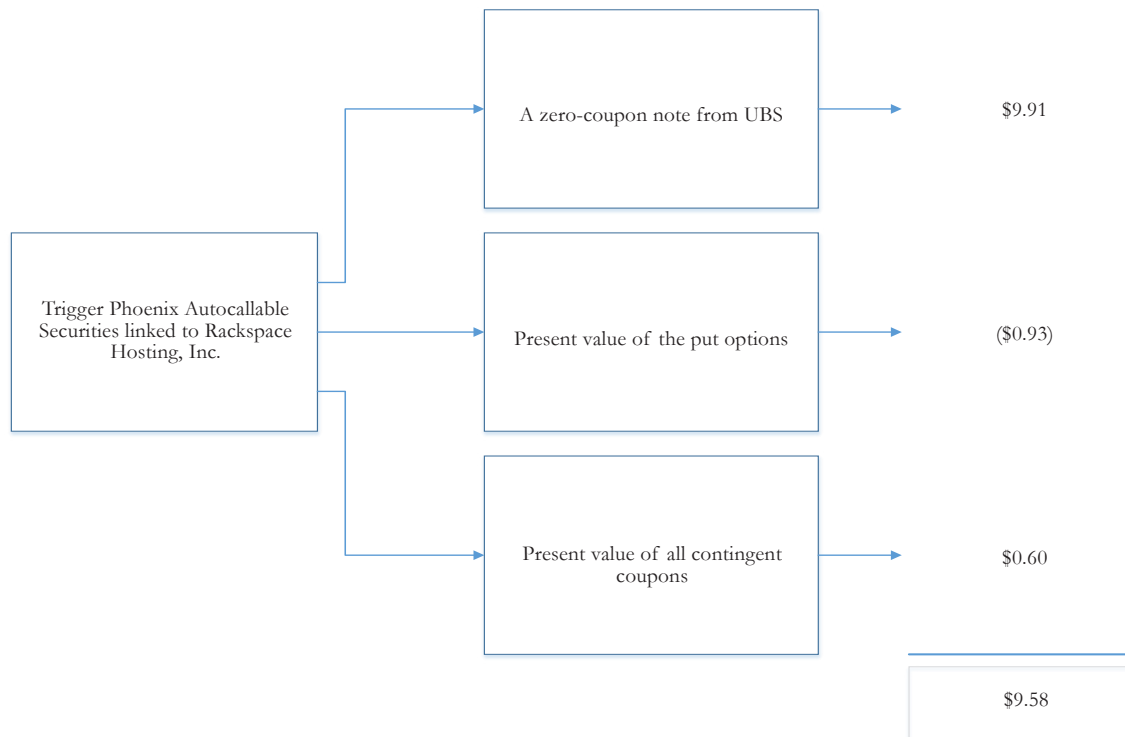 A zero-coupon note from UBS
$9.91
Trigger Phoenix Autocallable
Securities linked to Rackspace
Hosting, Inc.
Present value of the put options
($0.93)
Present value of all contingent
coupons
$0.60
$9.58